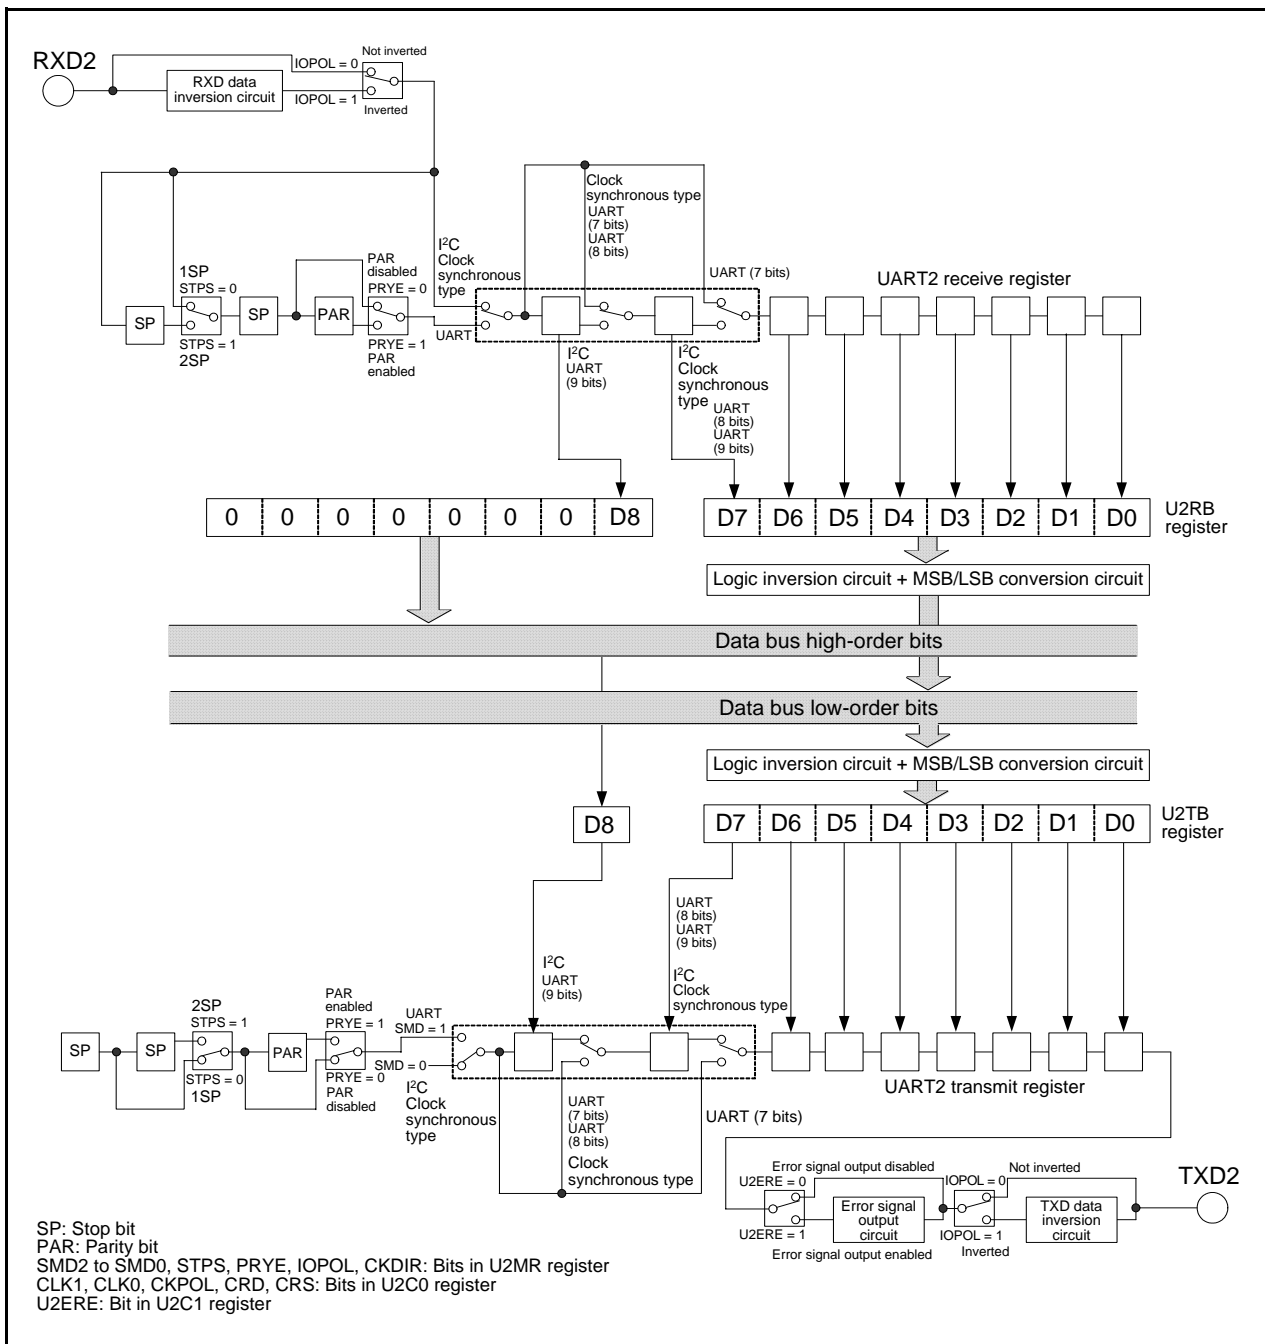 RXD2
RXD data
inversion circuit
IOPOL = 0
IOPOL = 1
Not inverted
Inverted
1SP
STPS = 0
SP
STPS = 1
2SP
SP
PAR
disabled
PRYE = 0
PAR
PRYE = 1
PAR
enabled
I²C
Clock
synchronous
type
UART
Clock
synchronous type
UART
(7 bits)
UART
(8 bits)
UART (7 bits)
UART2 receive register
I²C
UART
(9 bits)
I²C
Clock
synchronous
type
UART
(8 bits)
UART
(9 bits)
0 0 0 0 0 0 0 D8
D7 D6 D5 D4 D3 D2 D1 D0
U2RB
register
Logic inversion circuit + MSB/LSB conversion circuit
Data bus high-order bits
Data bus low-order bits
Logic inversion circuit + MSB/LSB conversion circuit
D8
D7 D6 D5 D4 D3 D2 D1 D0
U2TB
register
UART
(8 bits)
UART
(9 bits)
I²C
UART
(9 bits)
I²C
Clock
synchronous type
SP
SP
2SP
STPS = 1
STPS = 0
1SP
PAR
PAR
enabled
PRYE = 1
PRYE = 0
PAR
disabled
UART
SMD = 1
SMD = 0
I²C
Clock
synchronous
type
UART
(7 bits)
UART
(8 bits)
Clock
synchronous type
UART (7 bits)
UART2 transmit register
Error signal output disabled
U2ERE = 0
U2ERE = 1
Error signal output enabled
Error signal
output
circuit
IOPOL = 0
Not inverted
IOPOL = 1
Inverted
TXD data
inversion
circuit
TXD2
SP: Stop bit
PAR: Parity bit
SMD2 to SMD0, STPS, PRYE, IOPOL, CKDIR: Bits in U2MR register
CLK1, CLK0, CKPOL, CRD, CRS: Bits in U2C0 register
U2ERE: Bit in U2C1 register